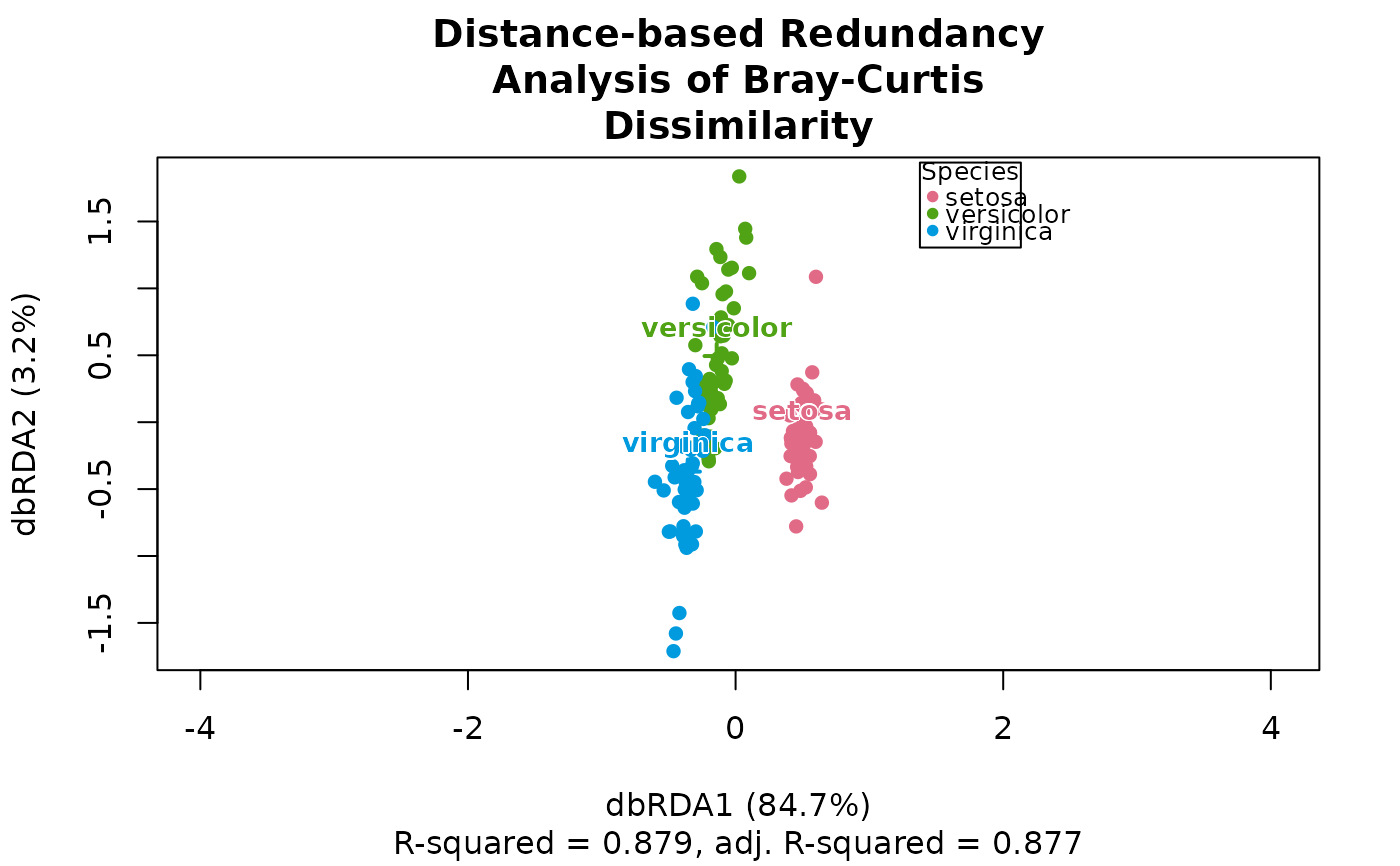 Distance-based Redundancy
Analysis of Bray-Curtis
Dissimilarity
Species
setosa
versicolor
virginica
1.5
0.5
-0.5
-1.5
dbRDA2 (3.2%)
versicolor
setosa
virginica
-4
-2
0
2
4
dbRDA1 (84.7%)
R-squared = 0.879, adj. R-squared = 0.877